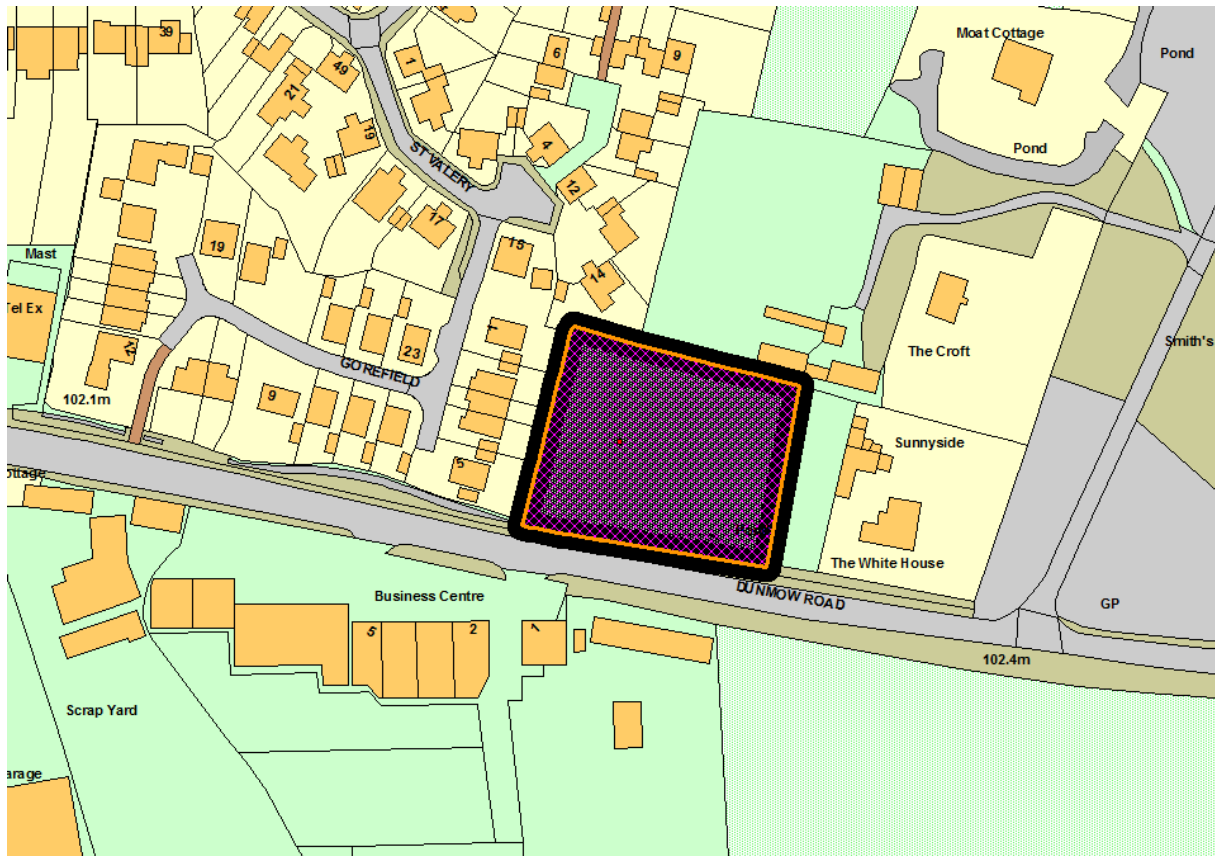 39
Moat Cottage
Pond
49
1
6
9
21
19
4
Pond
ST VALERY
12
17
19
15
Mast
14
Tel Ex
1
Smith's
12
23
The Croft
GOREFIELD
9
102.1m
Sunnyside
5
ottage
The White House
DUNMOW ROAD
Business Centre
GP
5
2
1
102.4m
Scrap Yard
arage